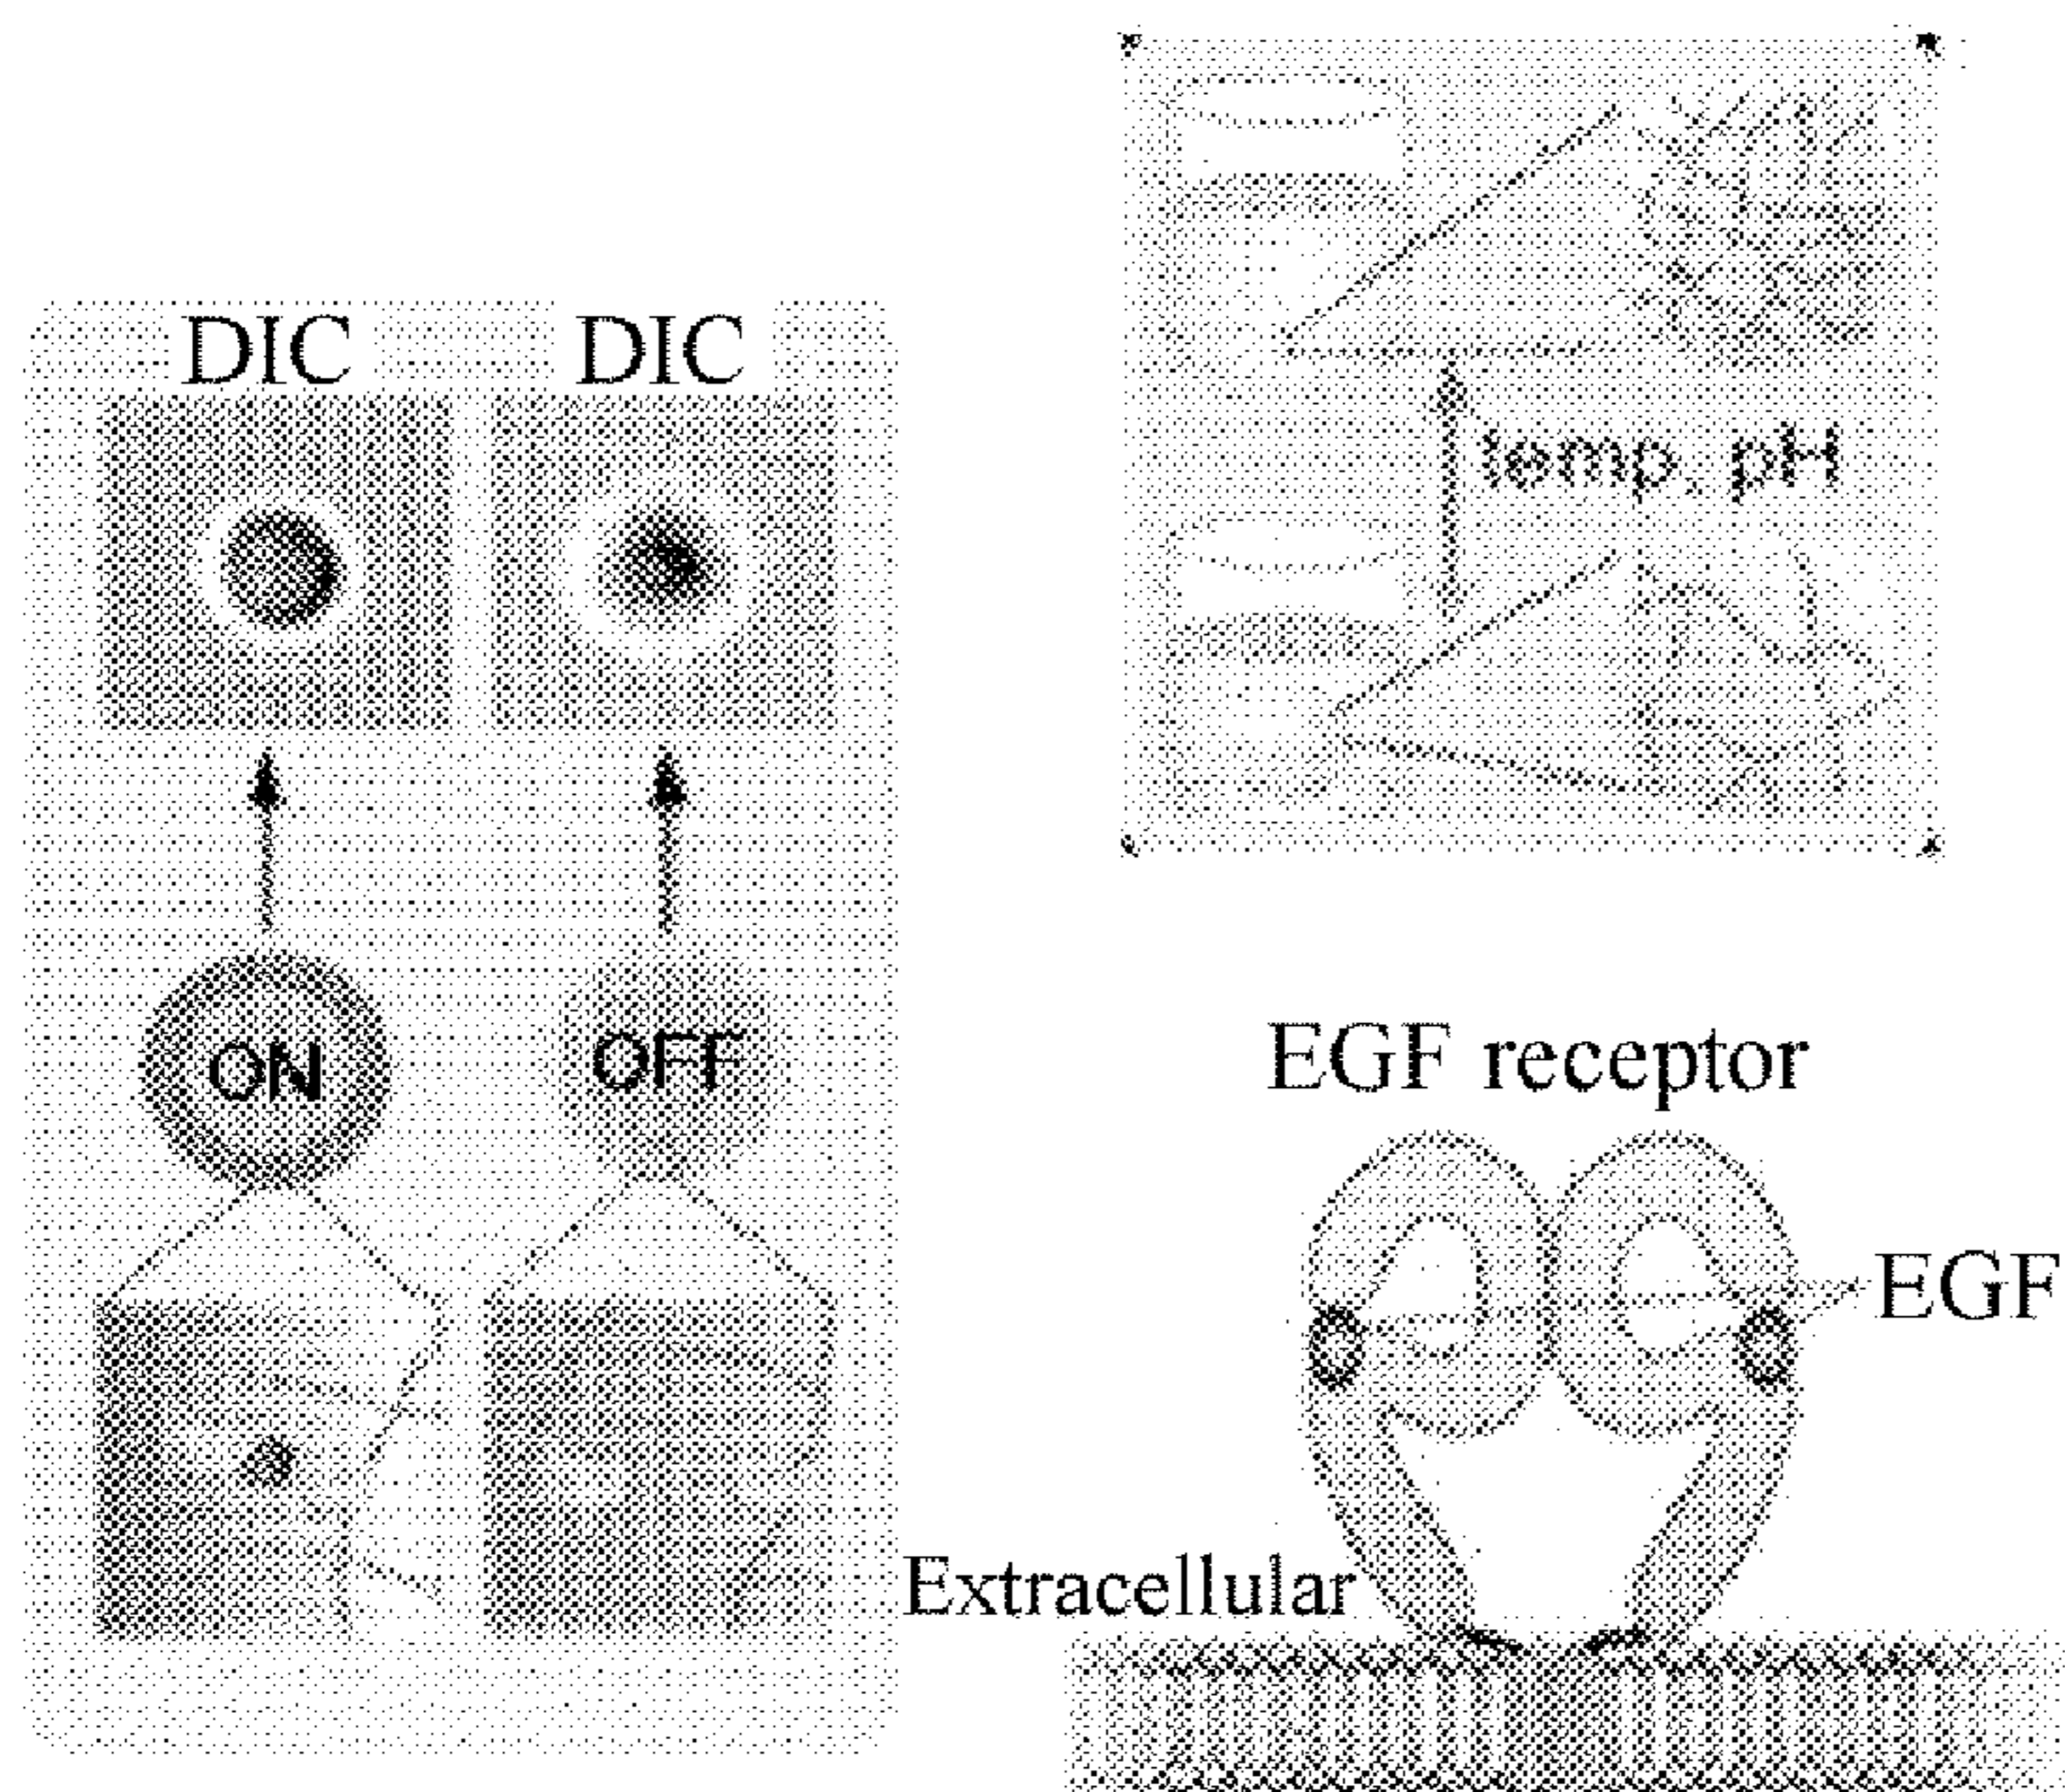 DIC DIC
ON OFF
temp, pH
EGF receptor
EGF
Extracellular